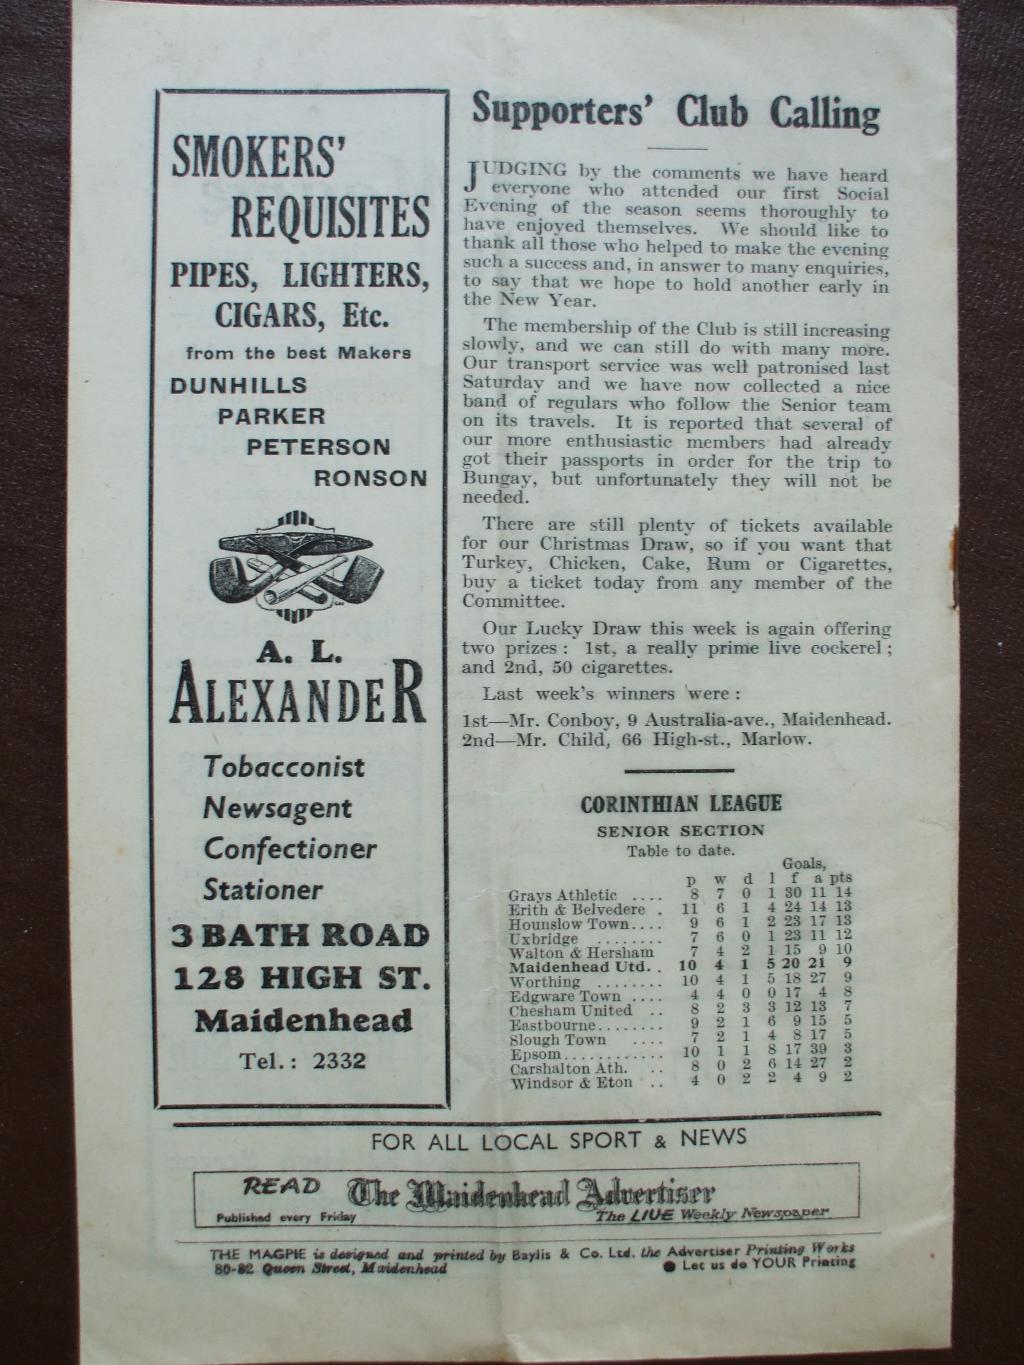 SMOKERS'
REQUISITES
PIPES, LIGHTERS,
CIGARS, Etc.
from the best Makers
DUNHILLS
PARKER
PETERSON
RONSON
A. L.
ALEXANDER
Tobacconist
Newsagent
Confectioner
Stationer
3 BATH ROAD
128 HIGH ST.
Maidenhead
Tel.: 2332
Supporters' Club Calling
JUDGING by the comments we have heard
everyone who attended our first Social
Evening of the season seems thoroughly to
have enjoyed themselves. We should like to
thank all those who helped to make the evening
such a success and, in answer to many enquiries,
to say that we hope to hold another early in
the New Year.
The membership of the Club is still increasing
slowly, and we can still do with many more.
Our transport service was well patronised last
Saturday and we have now collected a nice
band of regulars who follow the Senior team
on its travels. It is reported that several of
our more enthusiastic members had already
got their passports in order for the trip to
Bungay, but unfortunately they will not be
needed.
There are still plenty of tickets available
for our Christmas Draw, so if you want that
Turkey, Chicken, Cake, Rum or Cigarettes,
buy a ticket today from any member of the
Committee.
Our Lucky Draw this week is again offering
two prizes : 1st, a really prime live cockerel ;
and 2nd, 50 cigarettes.
Last week's winners were :
1st—Mr. Conboy, 9 Australia-ave., Maidenhead.
2nd—Mr. Child, 66 High-st., Marlow.
CORINTHIAN LEAGUE
SENIOR SECTION
Table to date.
Goals,
p w d l f a pts
Grays Athletic .... 8 7 0 1 30 11 14
Erith & Belvedere . 11 6 1 4 24 14 13
Hounslow Town.... 9 6 1 2 23 17 13
Uxbridge ........ 7 6 0 1 23 11 12
Walton & Hersham 7 4 2 1 15 9 10
Maidenhead Utd. . 10 4 1 5 20 21 9
Worthing ........ 10 4 1 5 18 27 9
Edgware Town .... 4 4 0 0 17 4 8
Chesham United .. 8 2 3 3 12 13 7
Eastbourne........ 9 2 1 6 9 15 5
Slough Town .... 7 2 1 4 8 17 5
Epsom............ 10 1 1 8 17 39 3
Carshalton Ath. .. 8 0 2 6 14 27 2
Windsor & Eton .. 4 0 2 2 4 9 2
FOR ALL LOCAL SPORT & NEWS
READ The Maidenhead Advertiser
Published every Friday The LIVE Weekly Newspaper
THE MAGPIE is designed and printed by Baylis & Co. Ltd. the Advertiser Printing Works
80-82 Queen Street, Maidenhead ● Let us do YOUR Printing